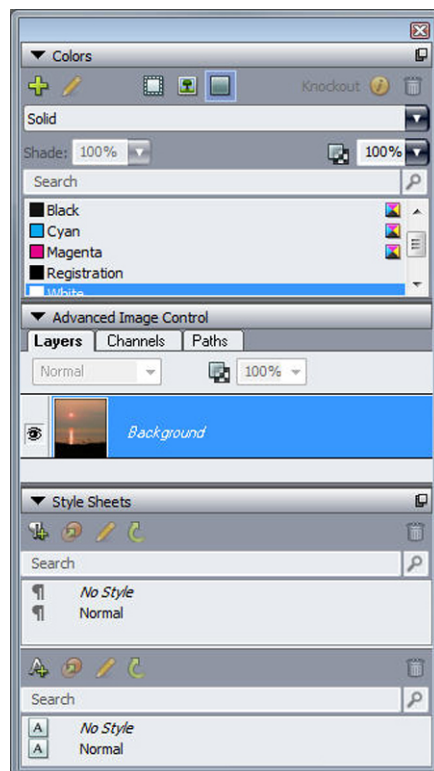 Colors
Knockout
Solid
Shade: 100% 100%
Search
Black
Cyan
Magenta
Registration
White
Advanced Image Control
Layers Channels Paths
Normal 100%
Background
Style Sheets
Search
¶ No Style
¶ Normal
A
Search
A No Style
A Normal